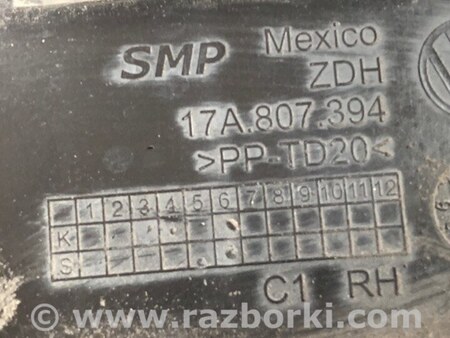 SMP Mexico
ZDH
17A.807.394
>PP-TD20<
1 2 3 4 5 6 7 8 9 10 11 12
K
S
C1 RH
© www.razborki.com